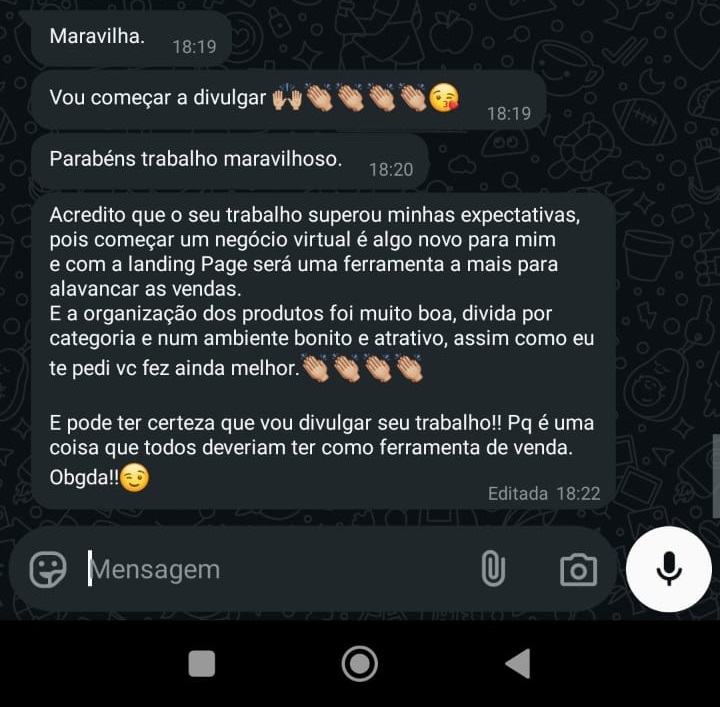 Maravilha.
18:19
Vou começar a divulgar 🙌🏼👏🏼👏🏼👏🏼👏🏼😘
18:19
Parabéns trabalho maravilhoso.
18:20
Acredito que o seu trabalho superou minhas expectativas,
pois começar um negócio virtual é algo novo para mim
e com a landing Page será uma ferramenta a mais para
alavancar as vendas.
E a organização dos produtos foi muito boa, divida por
categoria e num ambiente bonito e atrativo, assim como eu
te pedi vc fez ainda melhor.👏🏼👏🏼👏🏼👏🏼
E pode ter certeza que vou divulgar seu trabalho!! Pq é uma
coisa que todos deveriam ter como ferramenta de venda.
Obgda!!😉
Editada 18:22
Mensagem